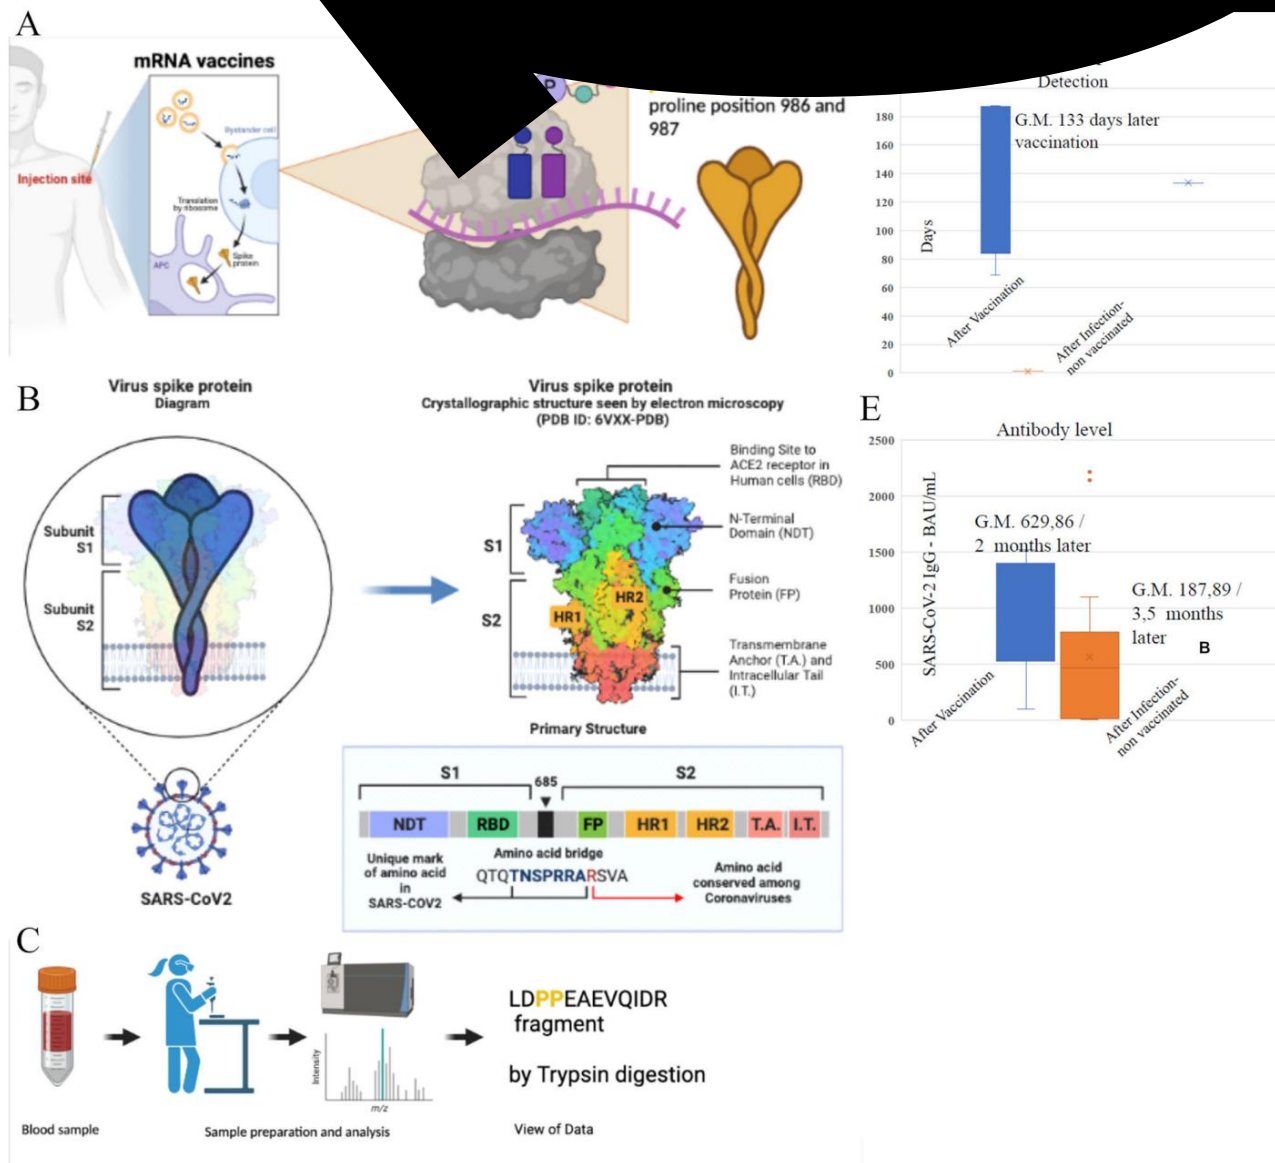 A
mRNA vaccines
Bystander cell
Injection site
Translation
by ribosome
Spike
protein
APC
P
proline position 986 and
987
Detection
G.M. 133 days later
vaccination
Days
180
160
140
120
100
80
60
40
20
0
After Vaccination
After Infection-
non vaccinated
B
Virus spike protein
Diagram
Subunit
S1
Subunit
S2
SARS-CoV2
Virus spike protein
Crystallographic structure seen by electron microscopy
(PDB ID: 6VXX-PDB)
Binding Site to
ACE2 receptor in
Human cells (RBD)
N-Terminal
Domain (NDT)
Fusion
Protein (FP)
Transmembrane
Anchor (T.A.) and
Intracellular Tail
(I.T.)
S1
S2
HR1
HR2
Primary Structure
S1
685
S2
NDT
RBD
FP
HR1
HR2
T.A.
I.T.
Unique mark
of amino acid
in
SARS-COV2
Amino acid bridge
QTQTNSPRRARSVA
Amino acid
conserved among
Coronaviruses
E
Antibody level
SARS-CoV-2 IgG - BAU/mL
2500
2000
1500
1000
500
0
G.M. 629,86 /
2 months later
G.M. 187,89 /
3,5 months
later
B
After Vaccination
After Infection-
non vaccinated
C
Blood sample
Intensity
m/z
Sample preparation and analysis
LDPPEAEVQIDR
fragment
by Trypsin digestion
View of Data